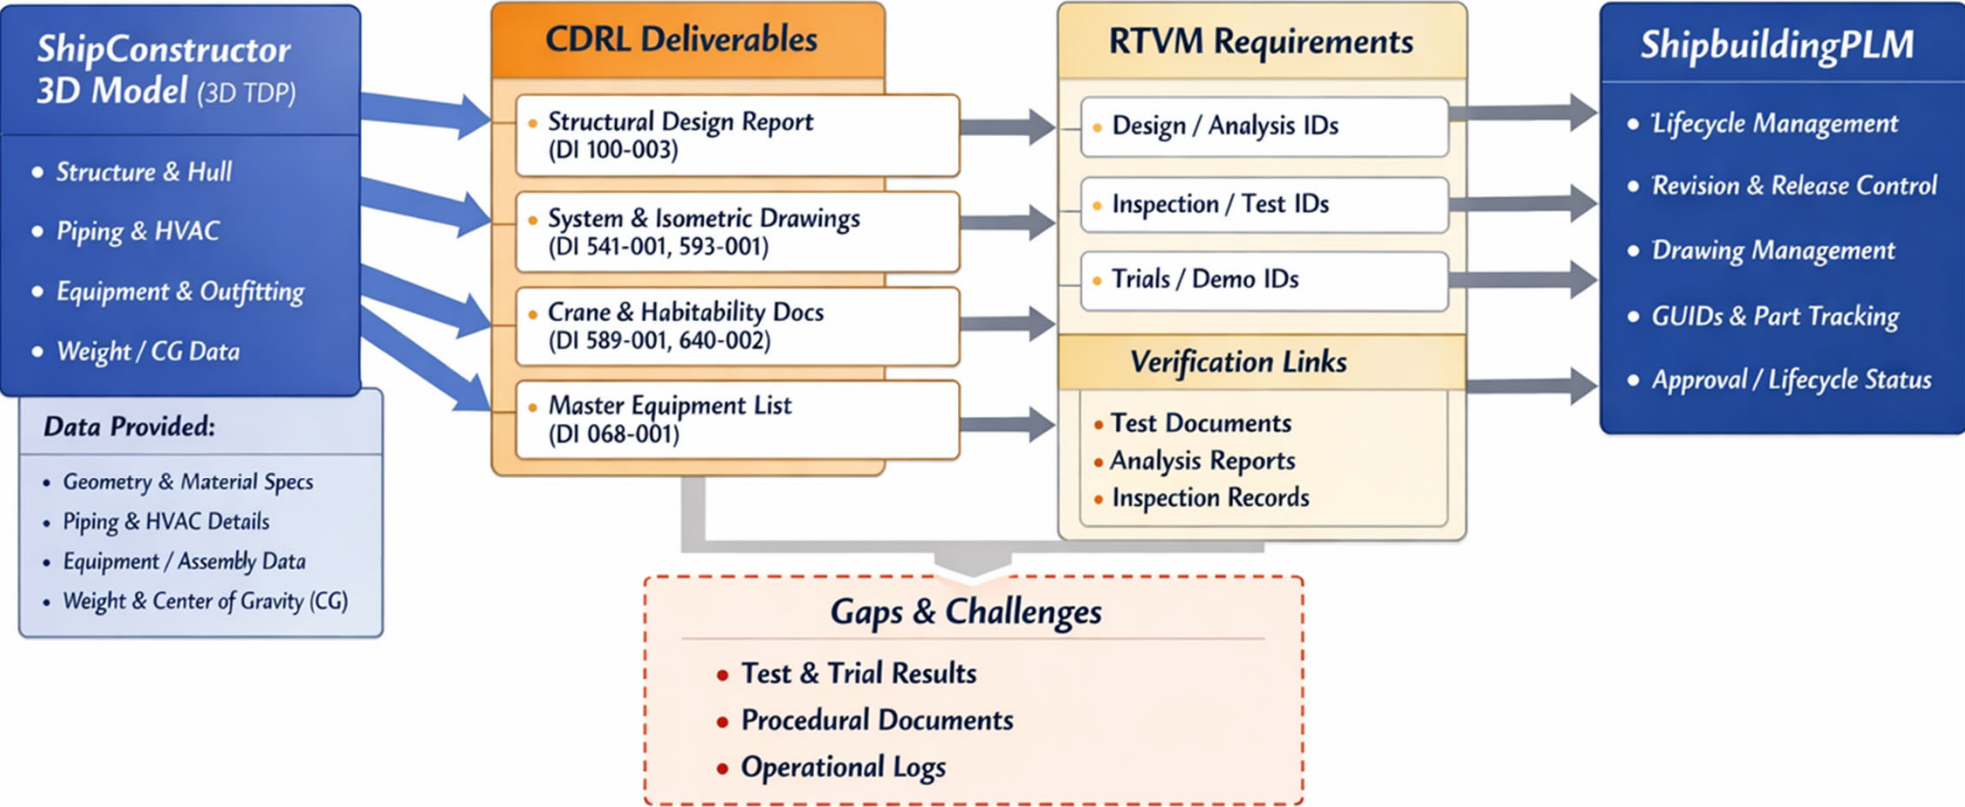 ShipConstructor
3D Model (3D TDP)
• Structure & Hull
• Piping & HVAC
• Equipment & Outfitting
• Weight / CG Data
Data Provided:
• Geometry & Material Specs
• Piping & HVAC Details
• Equipment / Assembly Data
• Weight & Center of Gravity (CG)
CDRL Deliverables
• Structural Design Report
(DI 100-003)
• System & Isometric Drawings
(DI 541-001, 593-001)
• Crane & Habitability Docs
(DI 589-001, 640-002)
• Master Equipment List
(DI 068-001)
RTVM Requirements
• Design / Analysis IDs
• Inspection / Test IDs
• Trials / Demo IDs
Verification Links
• Test Documents
• Analysis Reports
• Inspection Records
ShipbuildingPLM
• Lifecycle Management
• Revision & Release Control
• Drawing Management
• GUIDs & Part Tracking
• Approval / Lifecycle Status
Gaps & Challenges
• Test & Trial Results
• Procedural Documents
• Operational Logs